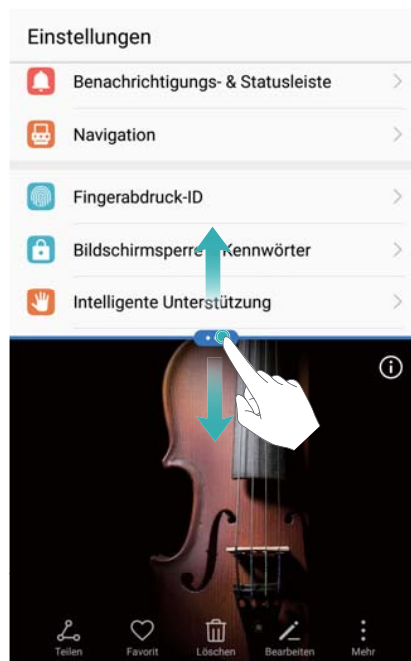 Einstellungen
Benachrichtigungs- & Statusleiste
Navigation
Fingerabdruck-ID
Bildschirmsperre Kennwörter
Intelligente Unterstützung
Teilen Favorit Löschen Bearbeiten Mehr